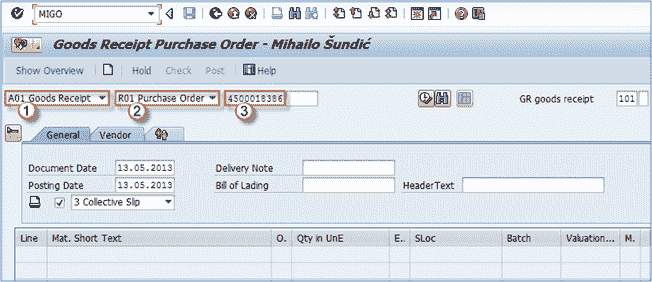 MIGO
Goods Receipt Purchase Order - Mihailo Šundić
Show Overview Hold Check Post Help
A01 Goods Receipt R01 Purchase Order 4500018386 GR goods receipt 101
1 2 3
General Vendor
Document Date 13.05.2013 Delivery Note
Posting Date 13.05.2013 Bill of Lading HeaderText
3 Collective Slip
Line Mat. Short Text O. Qty in UnE E.. SLoc Batch Valuation... M.